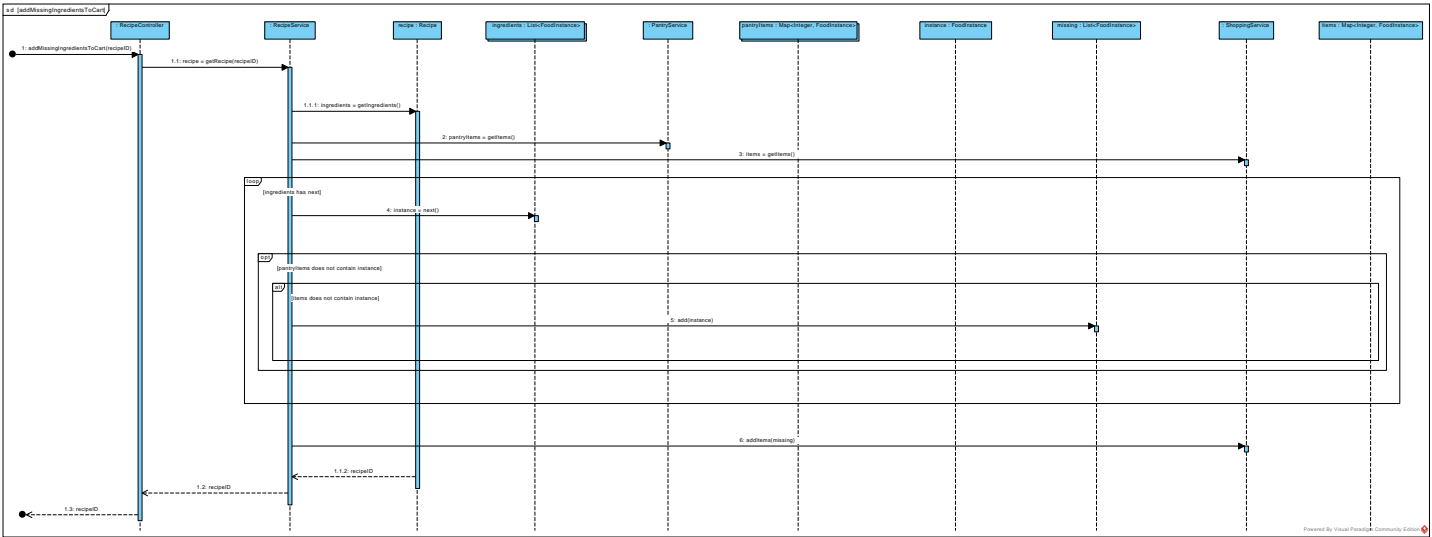 sd [addMissingIngredientsToCart]
: RecipeController
: RecipeService
recipe : Recipe
ingredients : List<FoodInstance>
: PantryService
pantryItems : Map<Integer, FoodInstance>
instance : FoodInstance
missing : List<FoodInstance>
: ShoppingService
items : Map<Integer, FoodInstance>
1: addMissingIngredientsToCart(recipeID)
1.1: recipe = getRecipe(recipeID)
1.1.1: ingredients = getIngredients()
2: pantryItems = getItems()
3: items = getItems()
loop
[ingredients has next]
4: instance = next()
opt
[pantryItems does not contain instance]
alt
[items does not contain instance]
5: add(instance)
6: addItems(missing)
1.1.2: recipeID
1.2: recipeID
1.3: recipeID
Powered By Visual Paradigm Community Edition